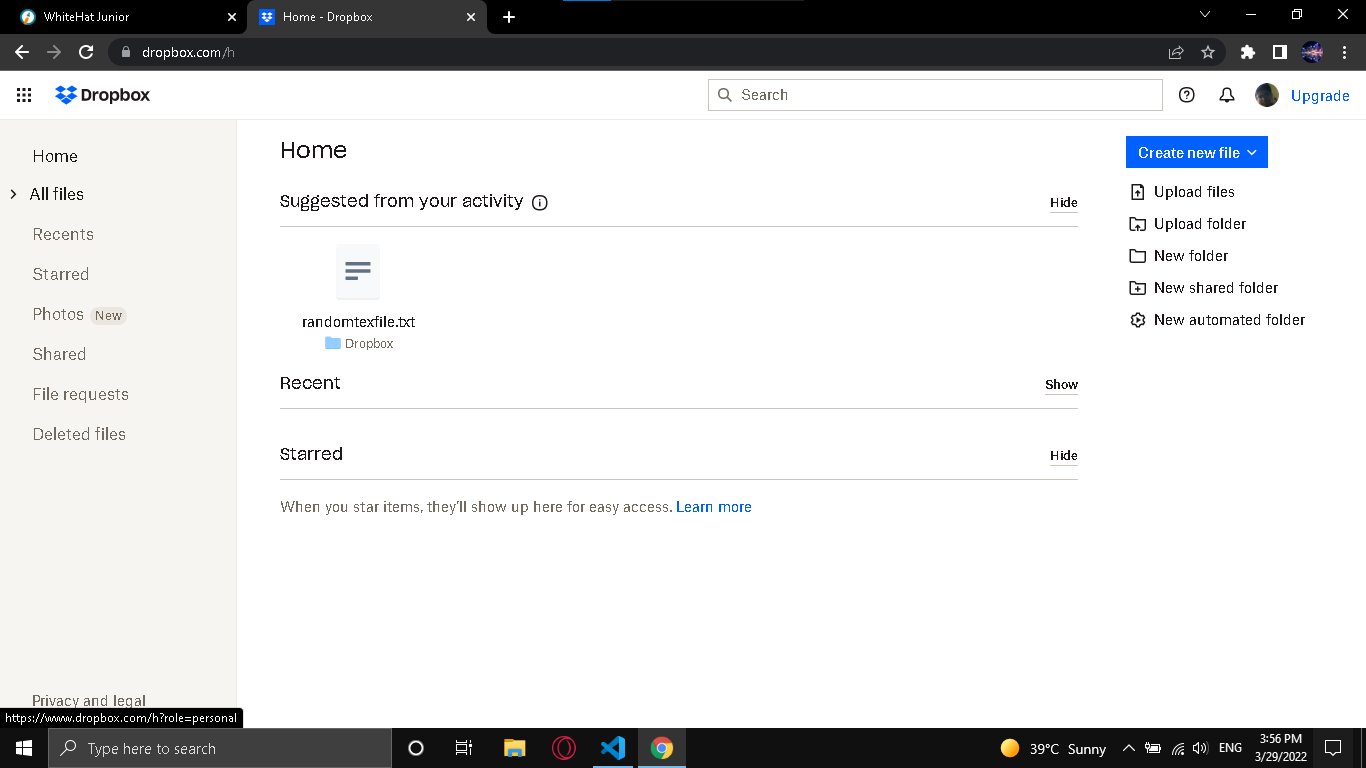 WhiteHat Junior
Home - Dropbox
dropbox.com/h
Dropbox
Search
Upgrade
Home
All files
Recents
Starred
Photos New
Shared
File requests
Deleted files
Privacy and legal
https://www.dropbox.com/h?role=personal
Home
Suggested from your activity
Hide
randomtexfile.txt
Dropbox
Recent
Show
Starred
Hide
When you star items, they'll show up here for easy access. Learn more
Create new file
Upload files
Upload folder
New folder
New shared folder
New automated folder
Type here to search
39°C Sunny
ENG
3:56 PM
3/29/2022